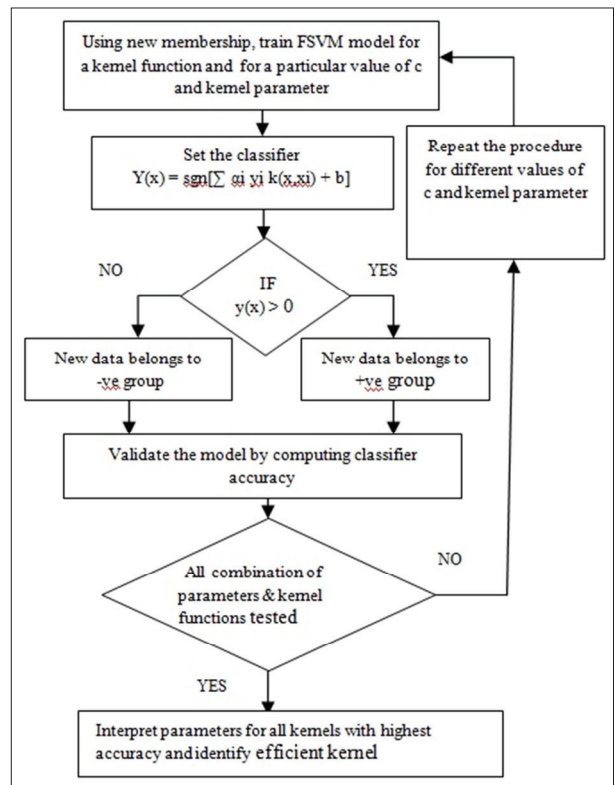 Using new membership, train FSVM model for
a kernel function and for a particular value of c
and kernel parameter
Repeat the procedure
for different values of
c and kernel parameter
Set the classifier
Y(x) = sgn[∑ αi yi k(x,xi) + b]
NO
YES
IF
y(x) > 0
New data belongs to
-ve group
New data belongs to
+ve group
Validate the model by computing classifier
accuracy
NO
All combination of
parameters & kernel
functions tested
YES
Interpret parameters for all kernels with highest
accuracy and identify efficient kernel